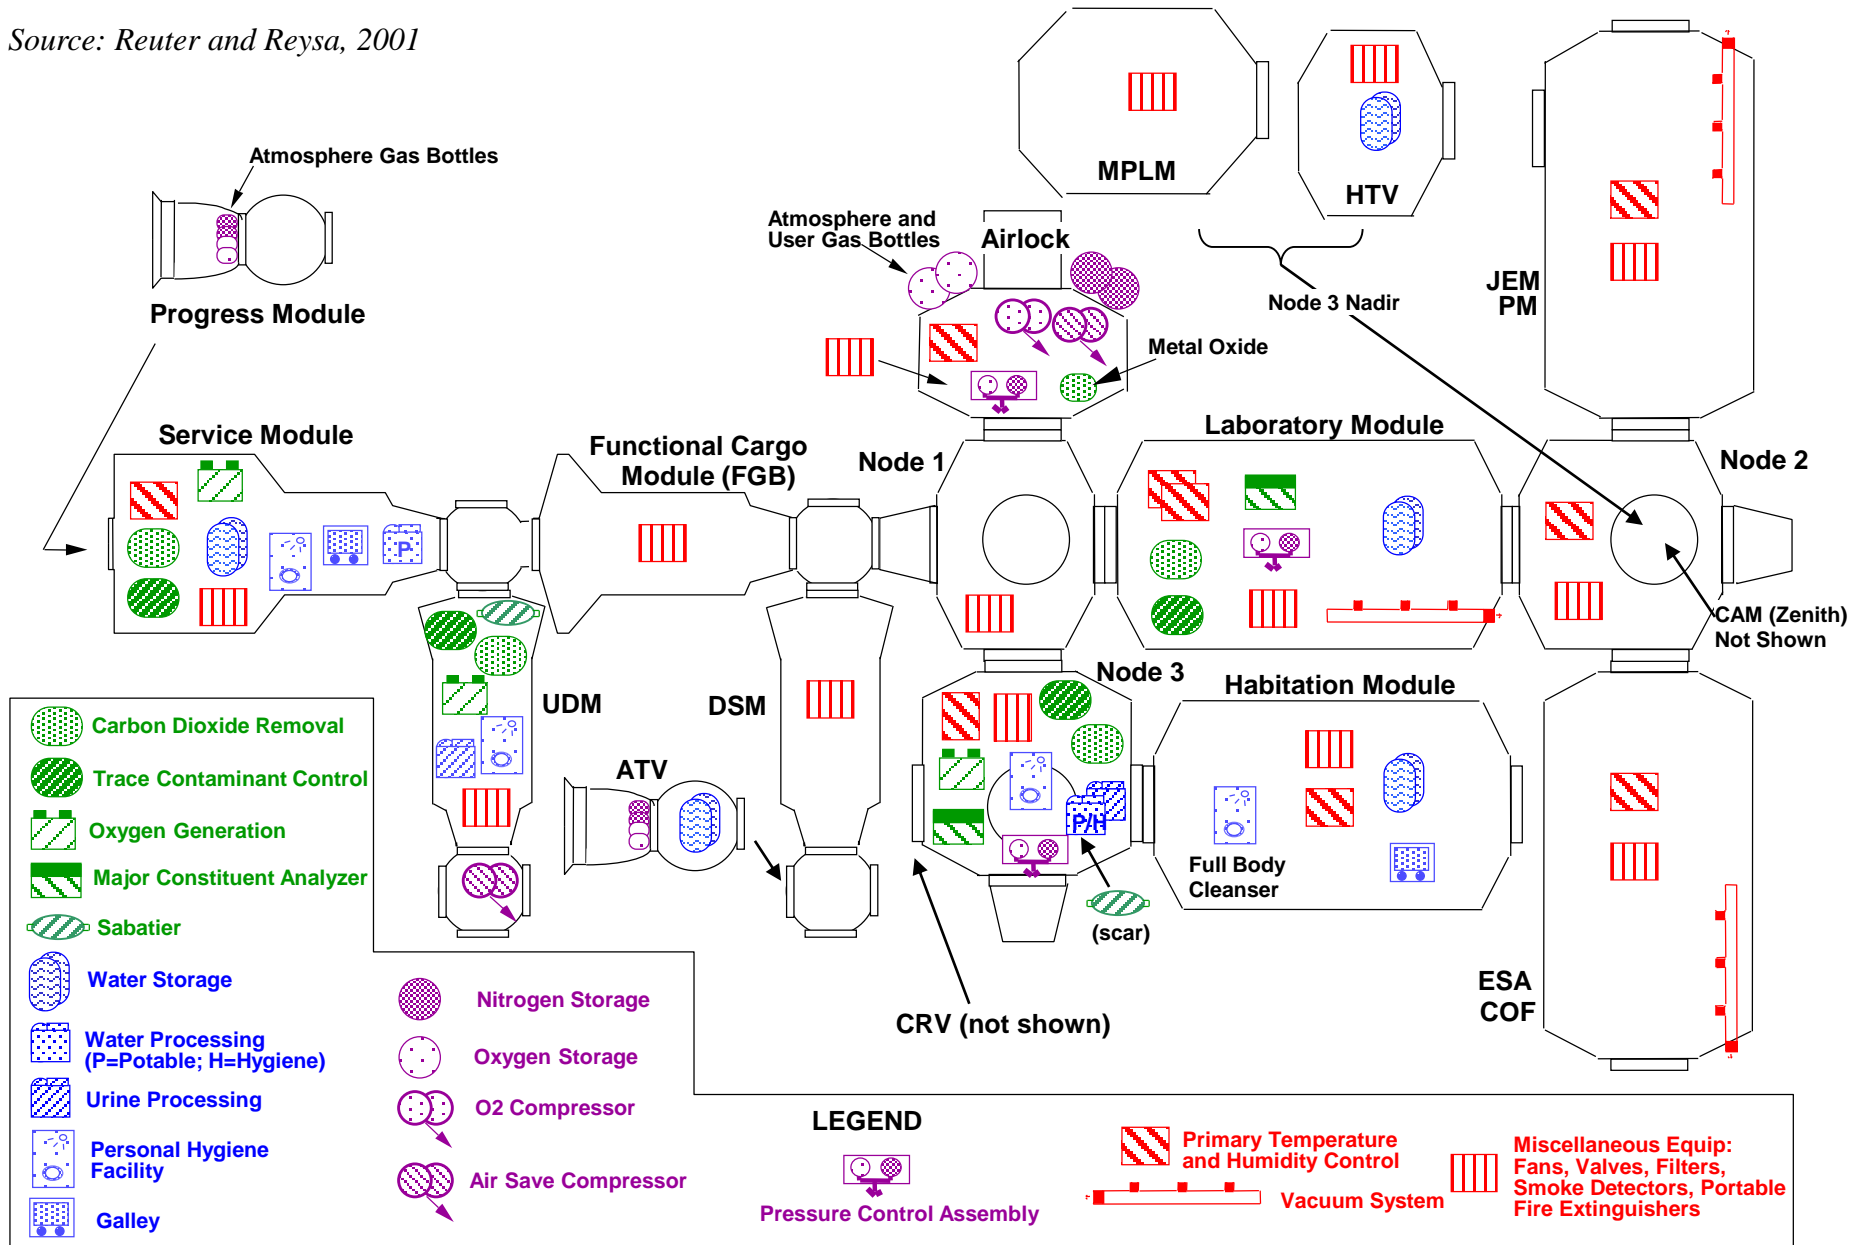 Source: Reuter and Reysa, 2001
Atmosphere Gas Bottles
Progress Module
MPLM
HTV
Atmosphere and
User Gas Bottles
Airlock
Node 3 Nadir
JEM
PM
Metal Oxide
Service Module
Functional Cargo
Module (FGB)
Node 1
Laboratory Module
Node 2
P
CAM (Zenith)
Not Shown
UDM
DSM
Node 3
Habitation Module
ATV
P/H
Full Body
Cleanser
(scar)
CRV (not shown)
ESA
COF
Carbon Dioxide Removal
Trace Contaminant Control
Oxygen Generation
Major Constituent Analyzer
Sabatier
Water Storage
Water Processing
(P=Potable; H=Hygiene)
Urine Processing
Personal Hygiene
Facility
Galley
Nitrogen Storage
Oxygen Storage
O2 Compressor
Air Save Compressor
LEGEND
Pressure Control Assembly
Primary Temperature
and Humidity Control
Vacuum System
Miscellaneous Equip:
Fans, Valves, Filters,
Smoke Detectors, Portable
Fire Extinguishers